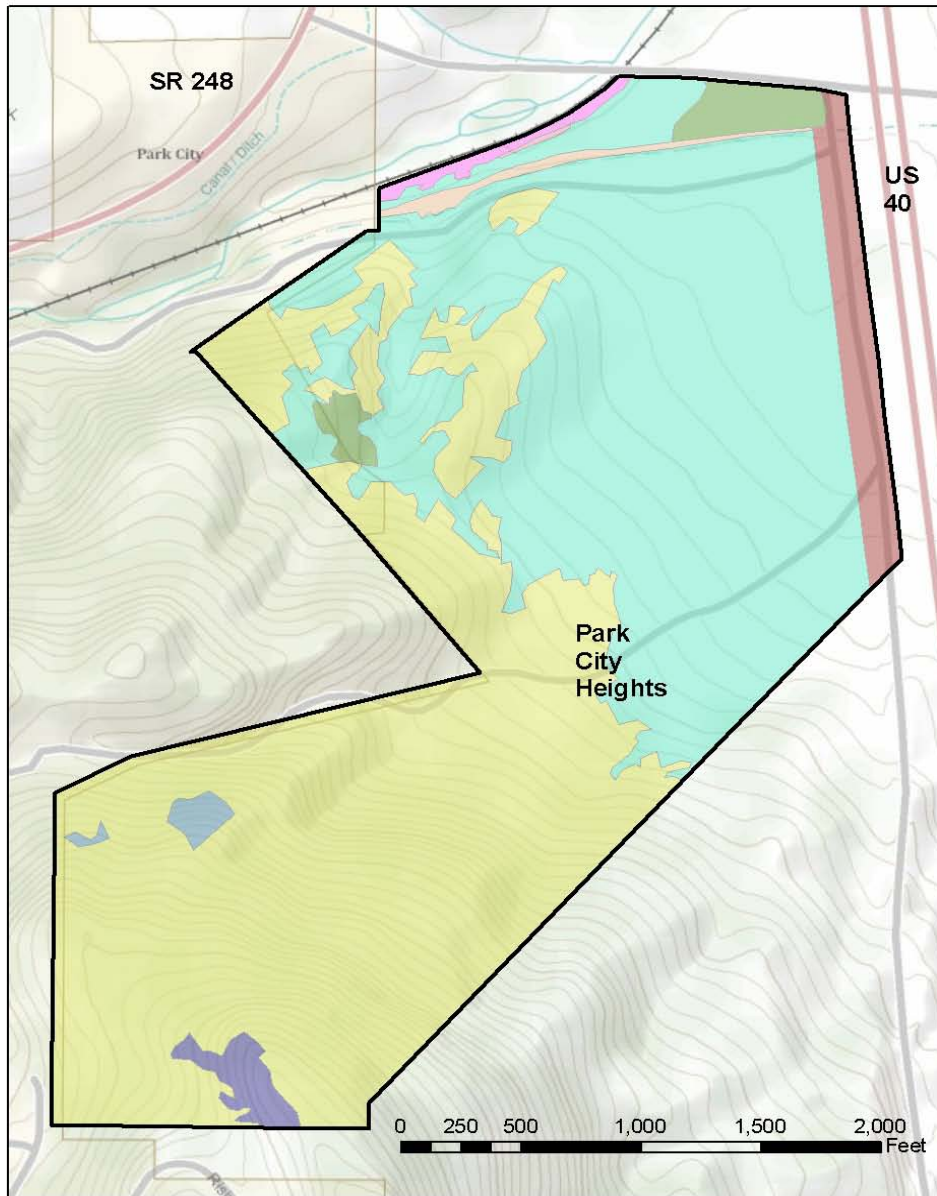 SR 248
Park City
Canal / Ditch
US
40
Park
City
Heights
0 250 500 1,000 1,500 2,000
Feet